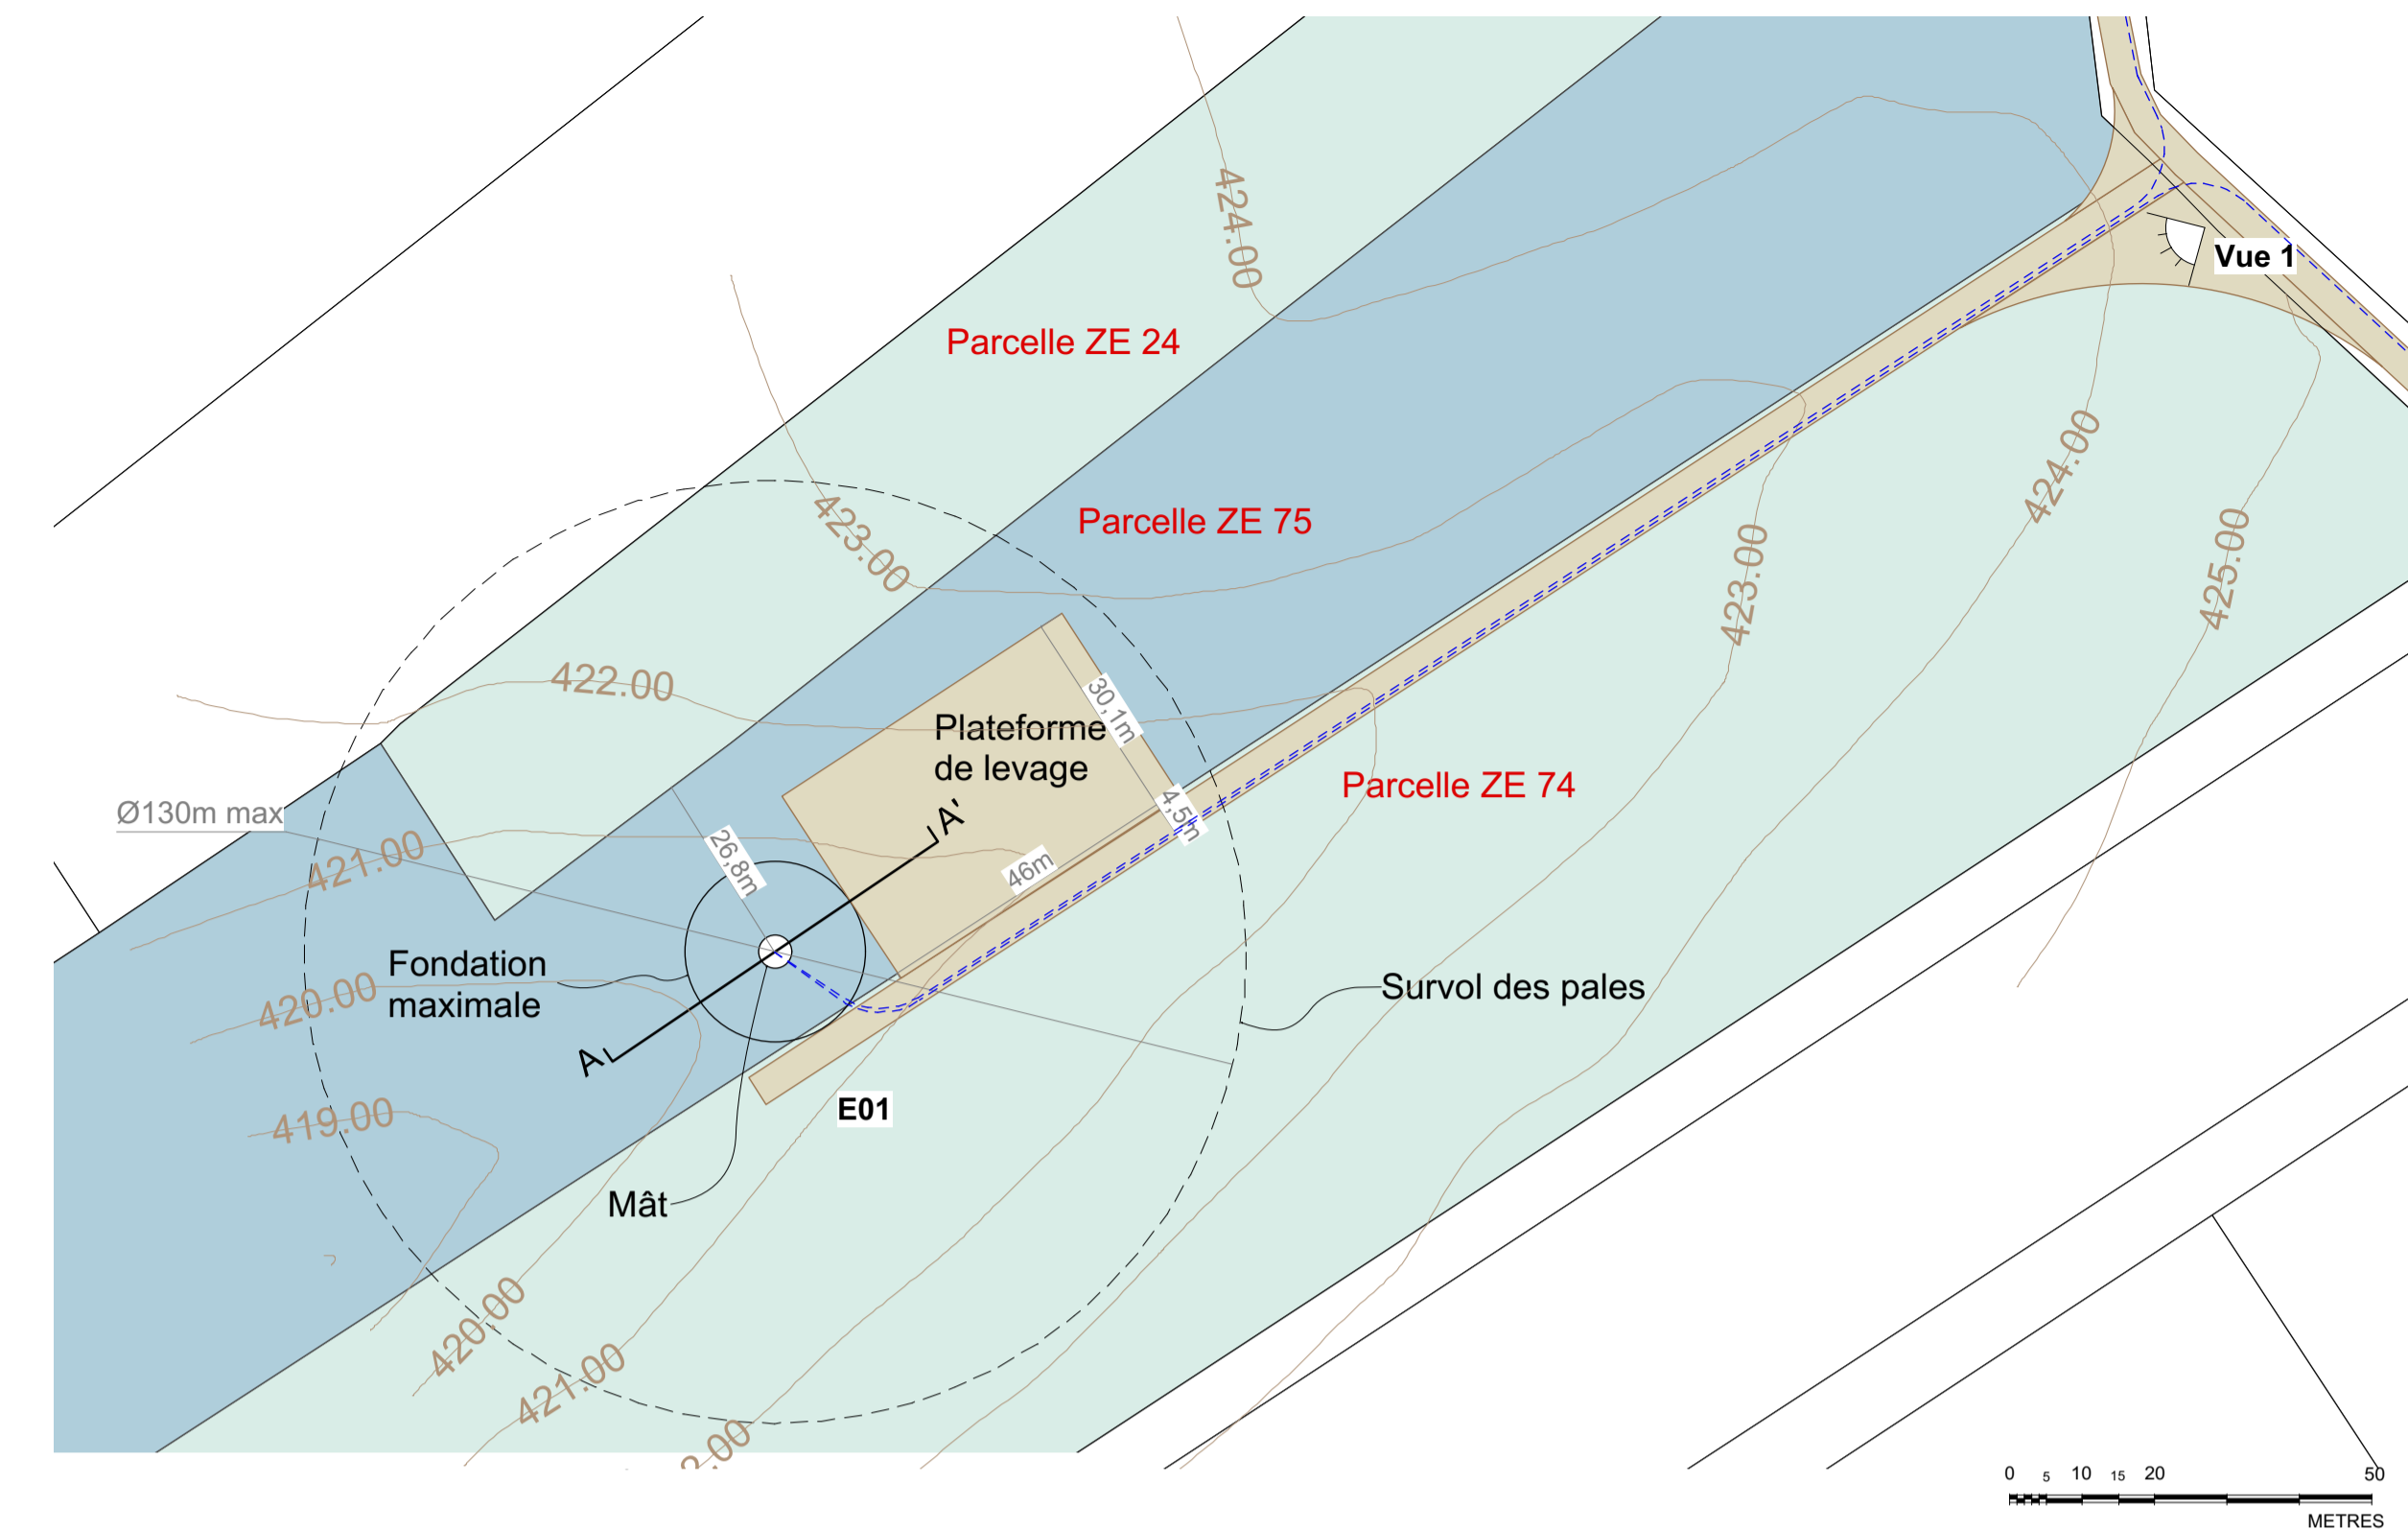 424.00
Vue 1
Parcelle ZE 24
424.00
Parcelle ZE 75
423.00
423.00
425.00
422.00
30,1m
Plateforme
de levage
Parcelle ZE 74
Ø130m max
4,5m
A'
421.00
26,8m
46m
Fondation
maximale
420.00
Survol des pales
A
E01
419.00
Mât
420.00
421.00
2.00
0 5 10 15 20 50
METRES